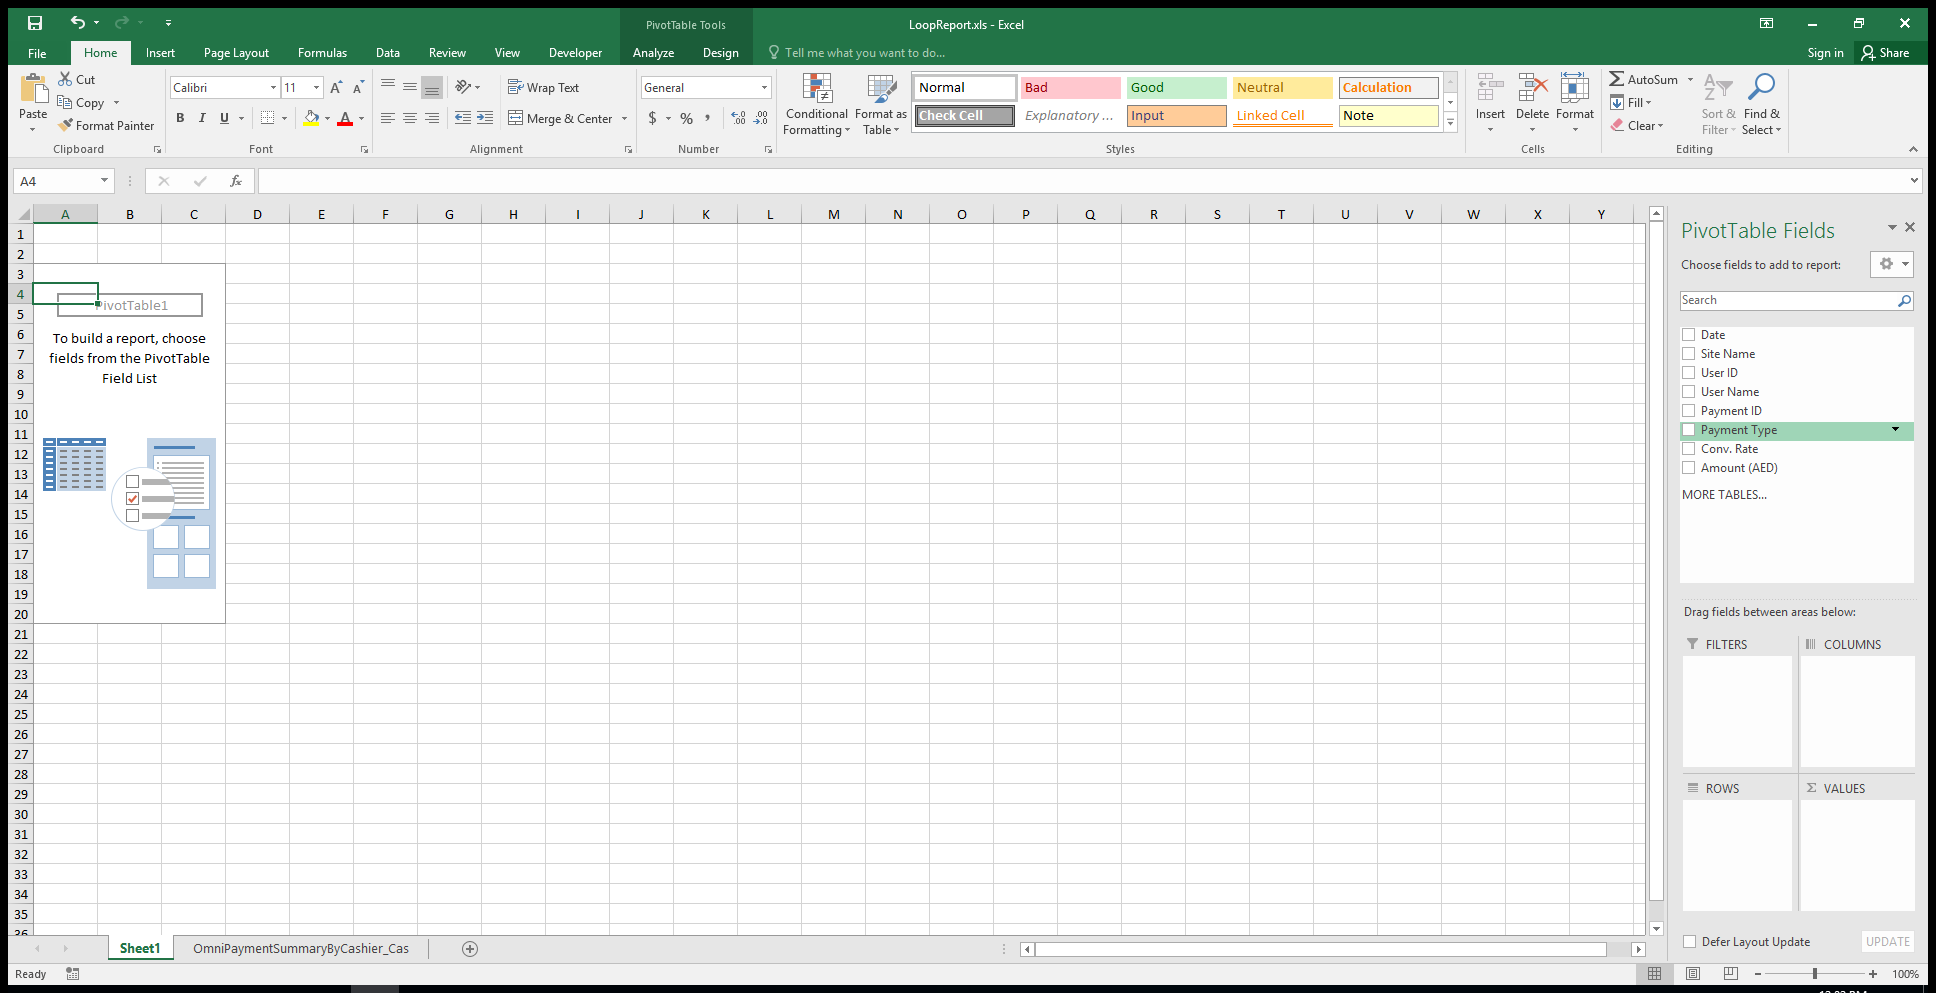 PivotTable Tools
LoopReport.xls - Excel
File
Home
Insert
Page Layout
Formulas
Data
Review
View
Developer
Analyze
Design
Tell me what you want to do...
Sign in
Share
Paste
Cut
Copy
Format Painter
Clipboard
Calibri
11
A A
B I U
A
Font
Wrap Text
Merge & Center
Alignment
General
$ % ,
Number
Conditional Formatting
Format as Table
Normal
Bad
Good
Neutral
Calculation
Check Cell
Explanatory ...
Input
Linked Cell
Note
Styles
Insert
Delete
Format
Cells
AutoSum
Fill
Clear
Sort & Filter
Find & Select
Editing
A4
fx
A B C D E F G H I J K L M N O P Q R S T U V W X Y
1
2
3
4
PivotTable1
5
6
To build a report, choose
7
fields from the PivotTable
8
Field List
9
10
11
12
13
14
15
16
17
18
19
20
21
22
23
24
25
26
27
28
29
30
31
32
33
34
35
36
PivotTable Fields
Choose fields to add to report:
Search
Date
Site Name
User ID
User Name
Payment ID
Payment Type
Conv. Rate
Amount (AED)
MORE TABLES...
Drag fields between areas below:
FILTERS
COLUMNS
ROWS
Σ VALUES
Defer Layout Update
UPDATE
Sheet1
OmniPaymentSummaryByCashier_Cas
Ready
100%